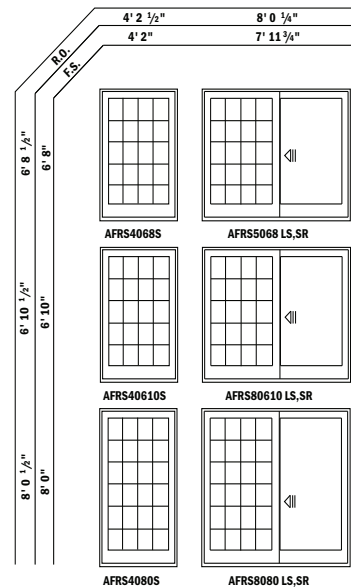 4' 2 ½" 8' 0 ¼"
R.O.
4' 2" 7' 11 ¾"
F.S.
6' 8 ½" 6' 8"
AFRS4068S AFRS5068 LS,SR
6' 10 ½" 6' 10"
AFRS40610S AFRS80610 LS,SR
8' 0 ½" 8' 0"
AFRS4080S AFRS8080 LS,SR